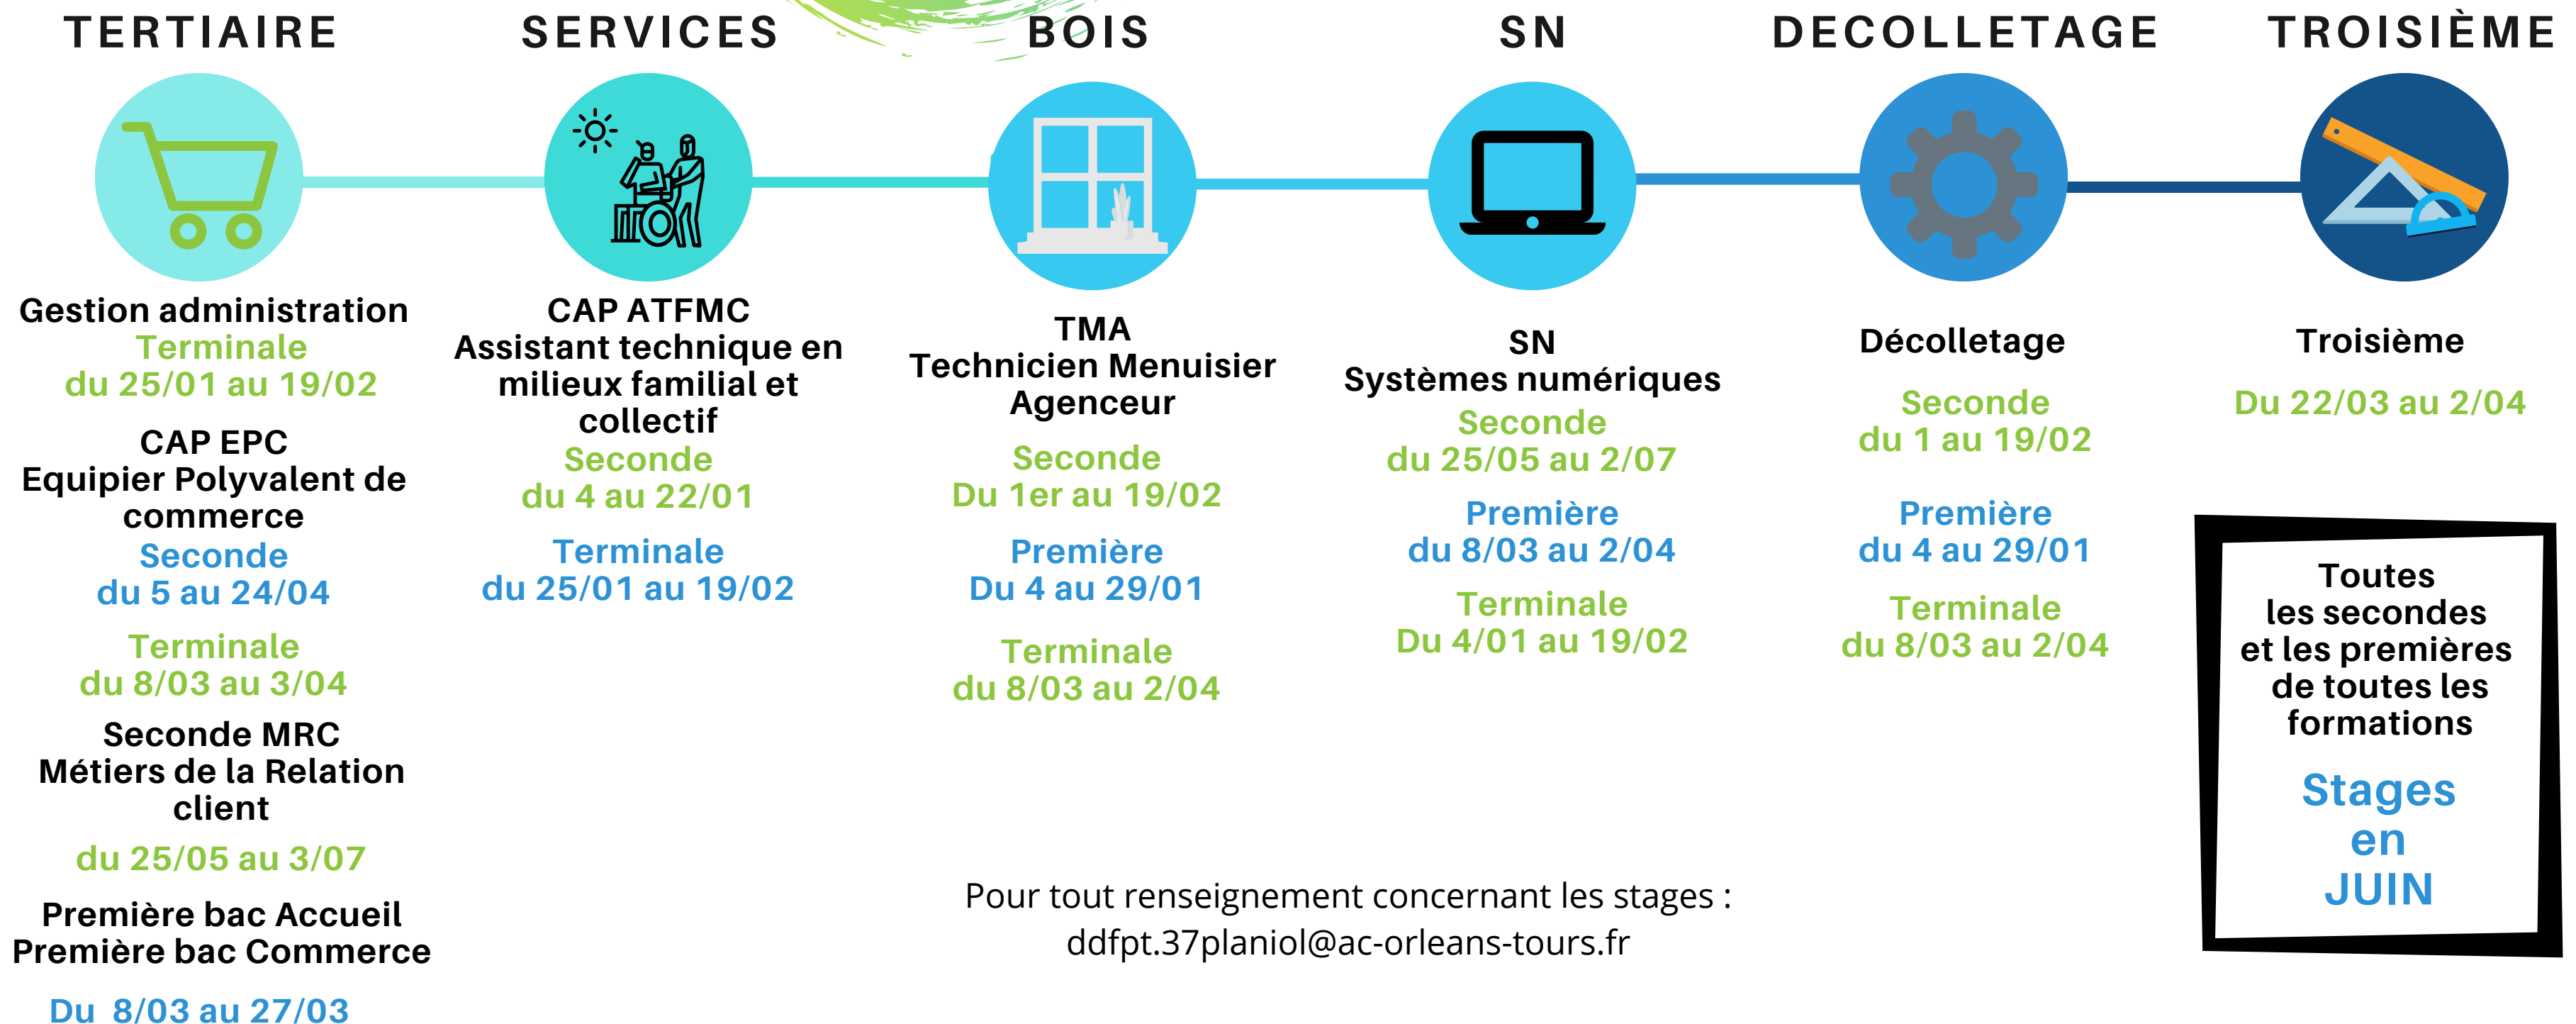 TERTIAIRE
Gestion administration
Terminale
du 25/01 au 19/02
CAP EPC
Equipier Polyvalent de
commerce
Seconde
du 5 au 24/04
Terminale
du 8/03 au 3/04
Seconde MRC
Métiers de la Relation
client
du 25/05 au 3/07
Première bac Accueil
Première bac Commerce
Du 8/03 au 27/03
SERVICES
CAP ATFMC
Assistant technique en
milieux familial et
collectif
Seconde
du 4 au 22/01
Terminale
du 25/01 au 19/02
BOIS
TMA
Technicien Menuisier
Agenceur
Seconde
Du 1er au 19/02
Première
Du 4 au 29/01
Terminale
du 8/03 au 2/04
SN
SN
Systèmes numériques
Seconde
du 25/05 au 2/07
Première
du 8/03 au 2/04
Terminale
Du 4/01 au 19/02
DECOLLETAGE
Décolletage
Seconde
du 1 au 19/02
Première
du 4 au 29/01
Terminale
du 8/03 au 2/04
TROISIÈME
Troisième
Du 22/03 au 2/04
Toutes
les secondes
et les premières
de toutes les
formations
Stages
en
JUIN
Pour tout renseignement concernant les stages :
ddfpt.37planiol@ac-orleans-tours.fr